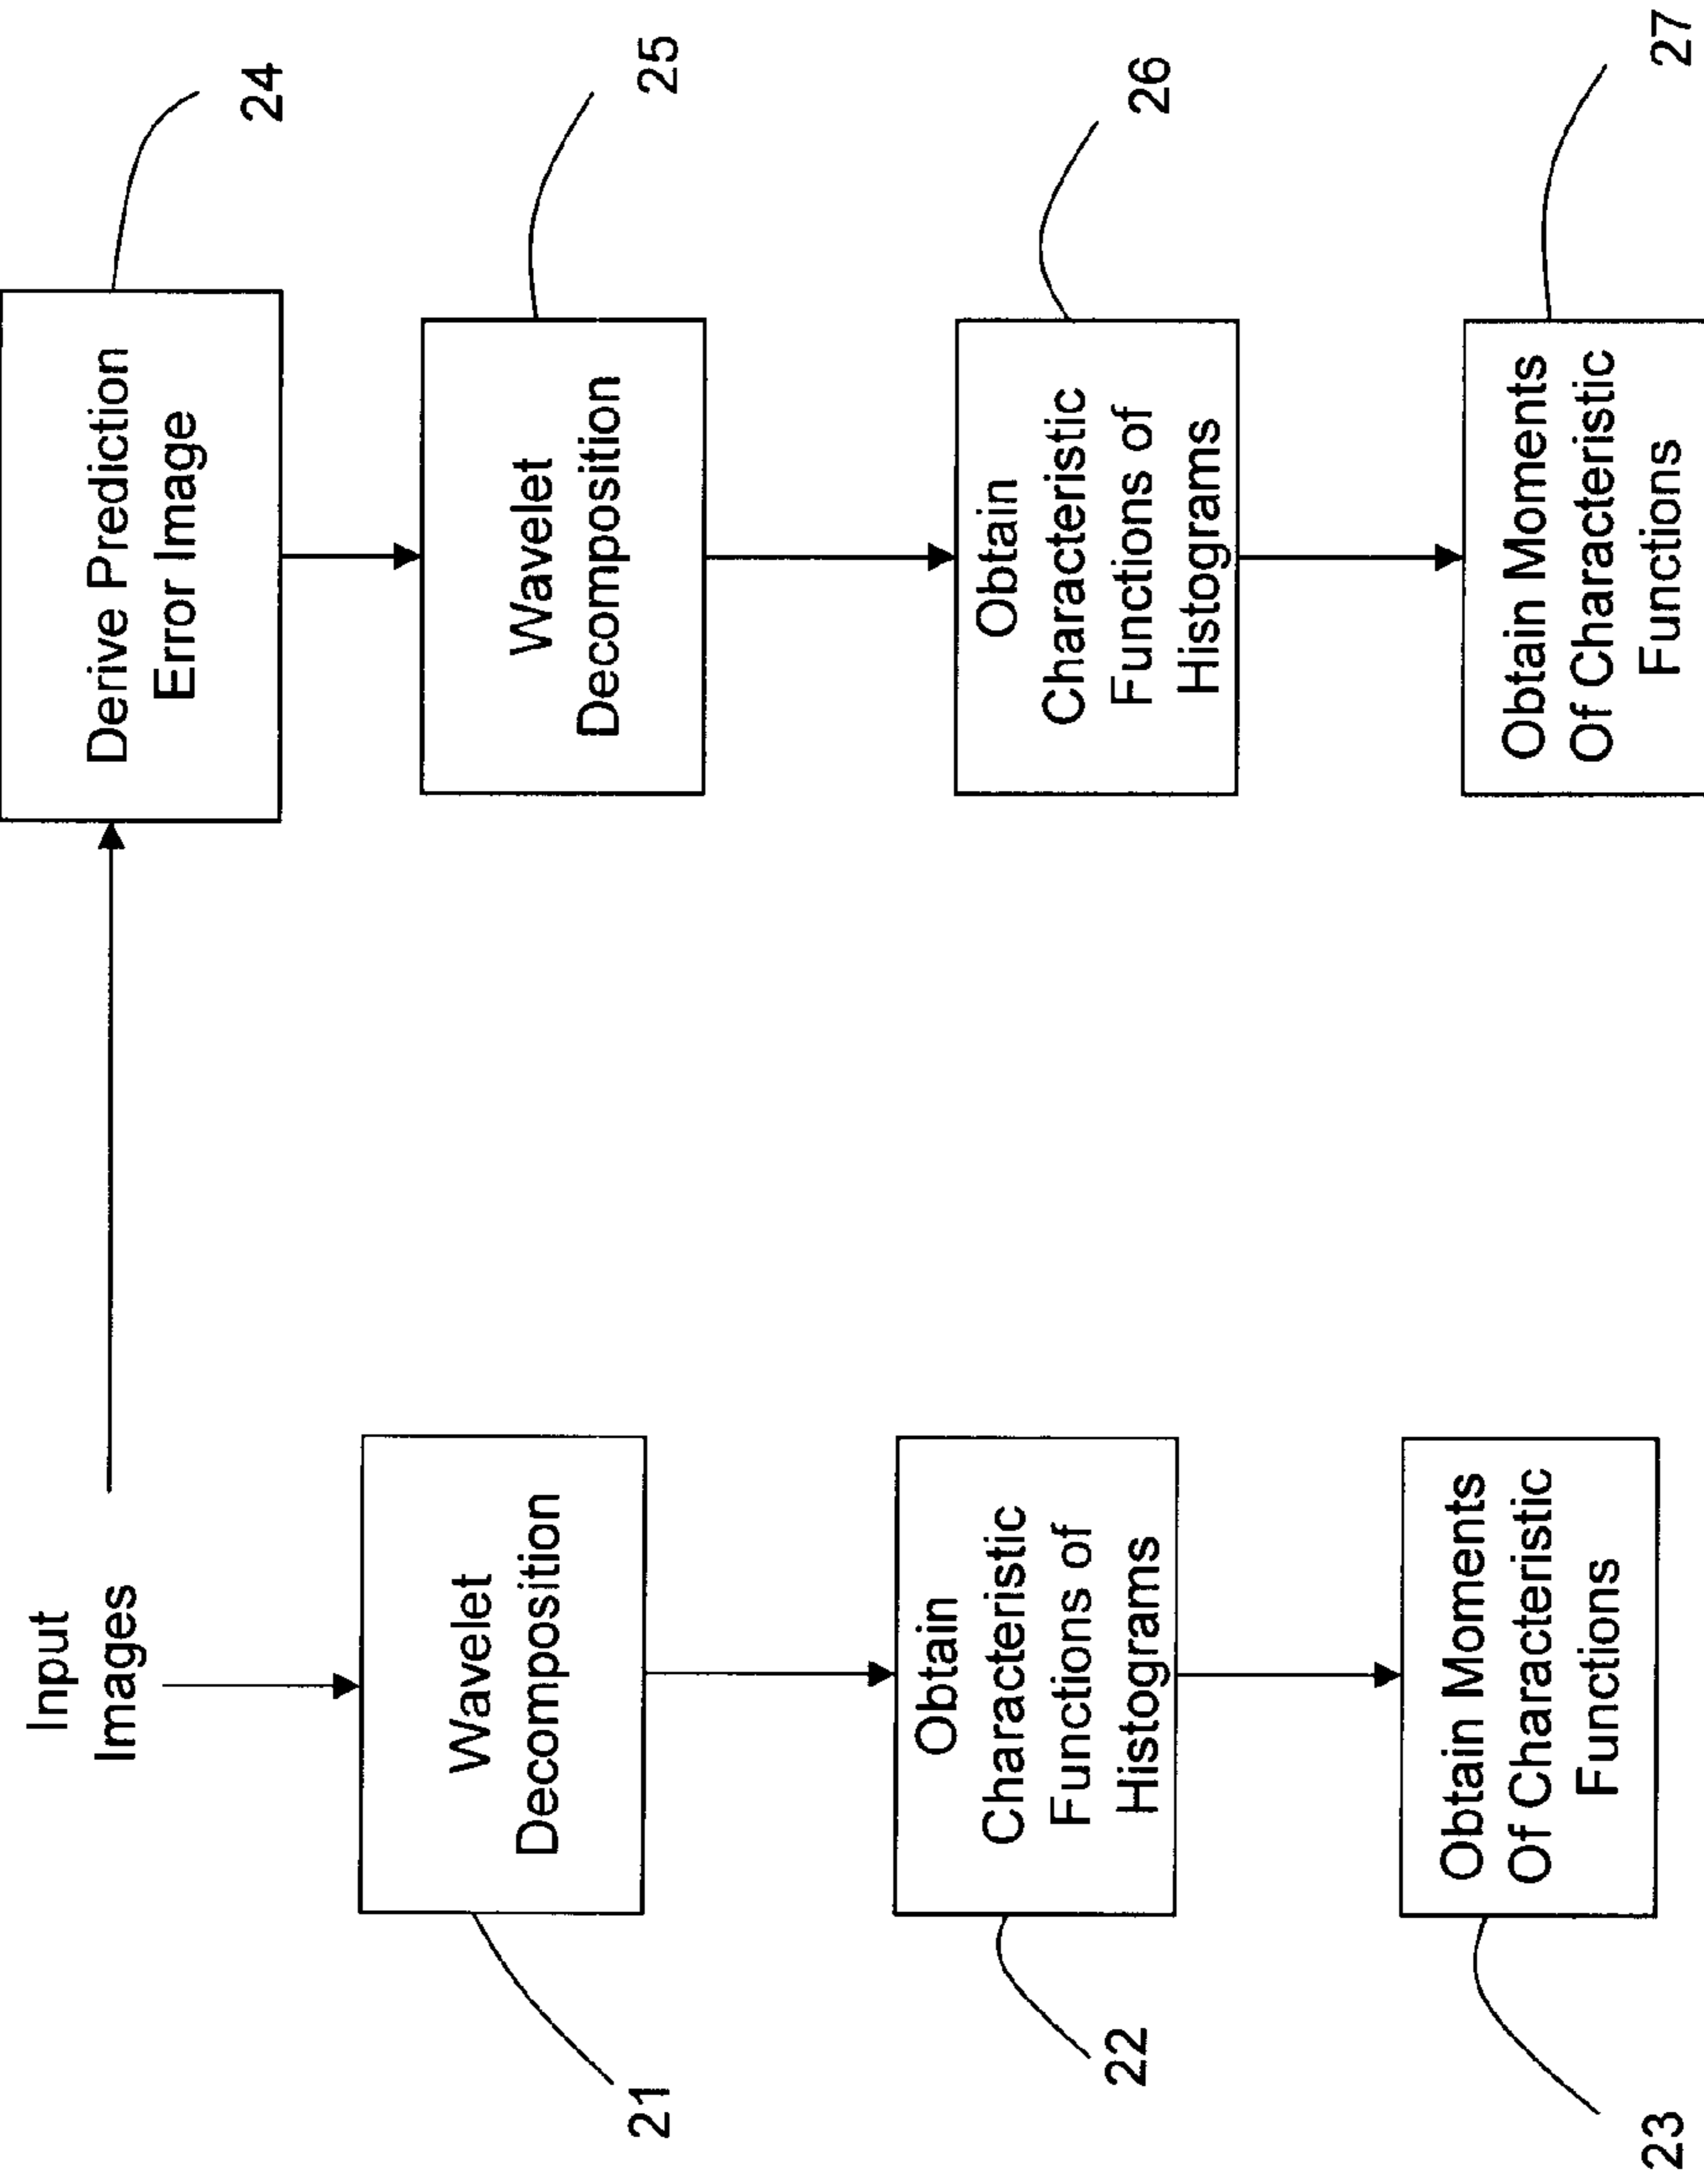 Input
Images
Wavelet
Decomposition
21
Obtain
Characteristic
Functions of
Histograms
22
Obtain Moments
Of Characteristic
Functions
23
Derive Prediction
Error Image
24
Wavelet
Decomposition
25
Obtain
Characteristic
Functions of
Histograms
26
Obtain Moments
Of Characteristic
Functions
27